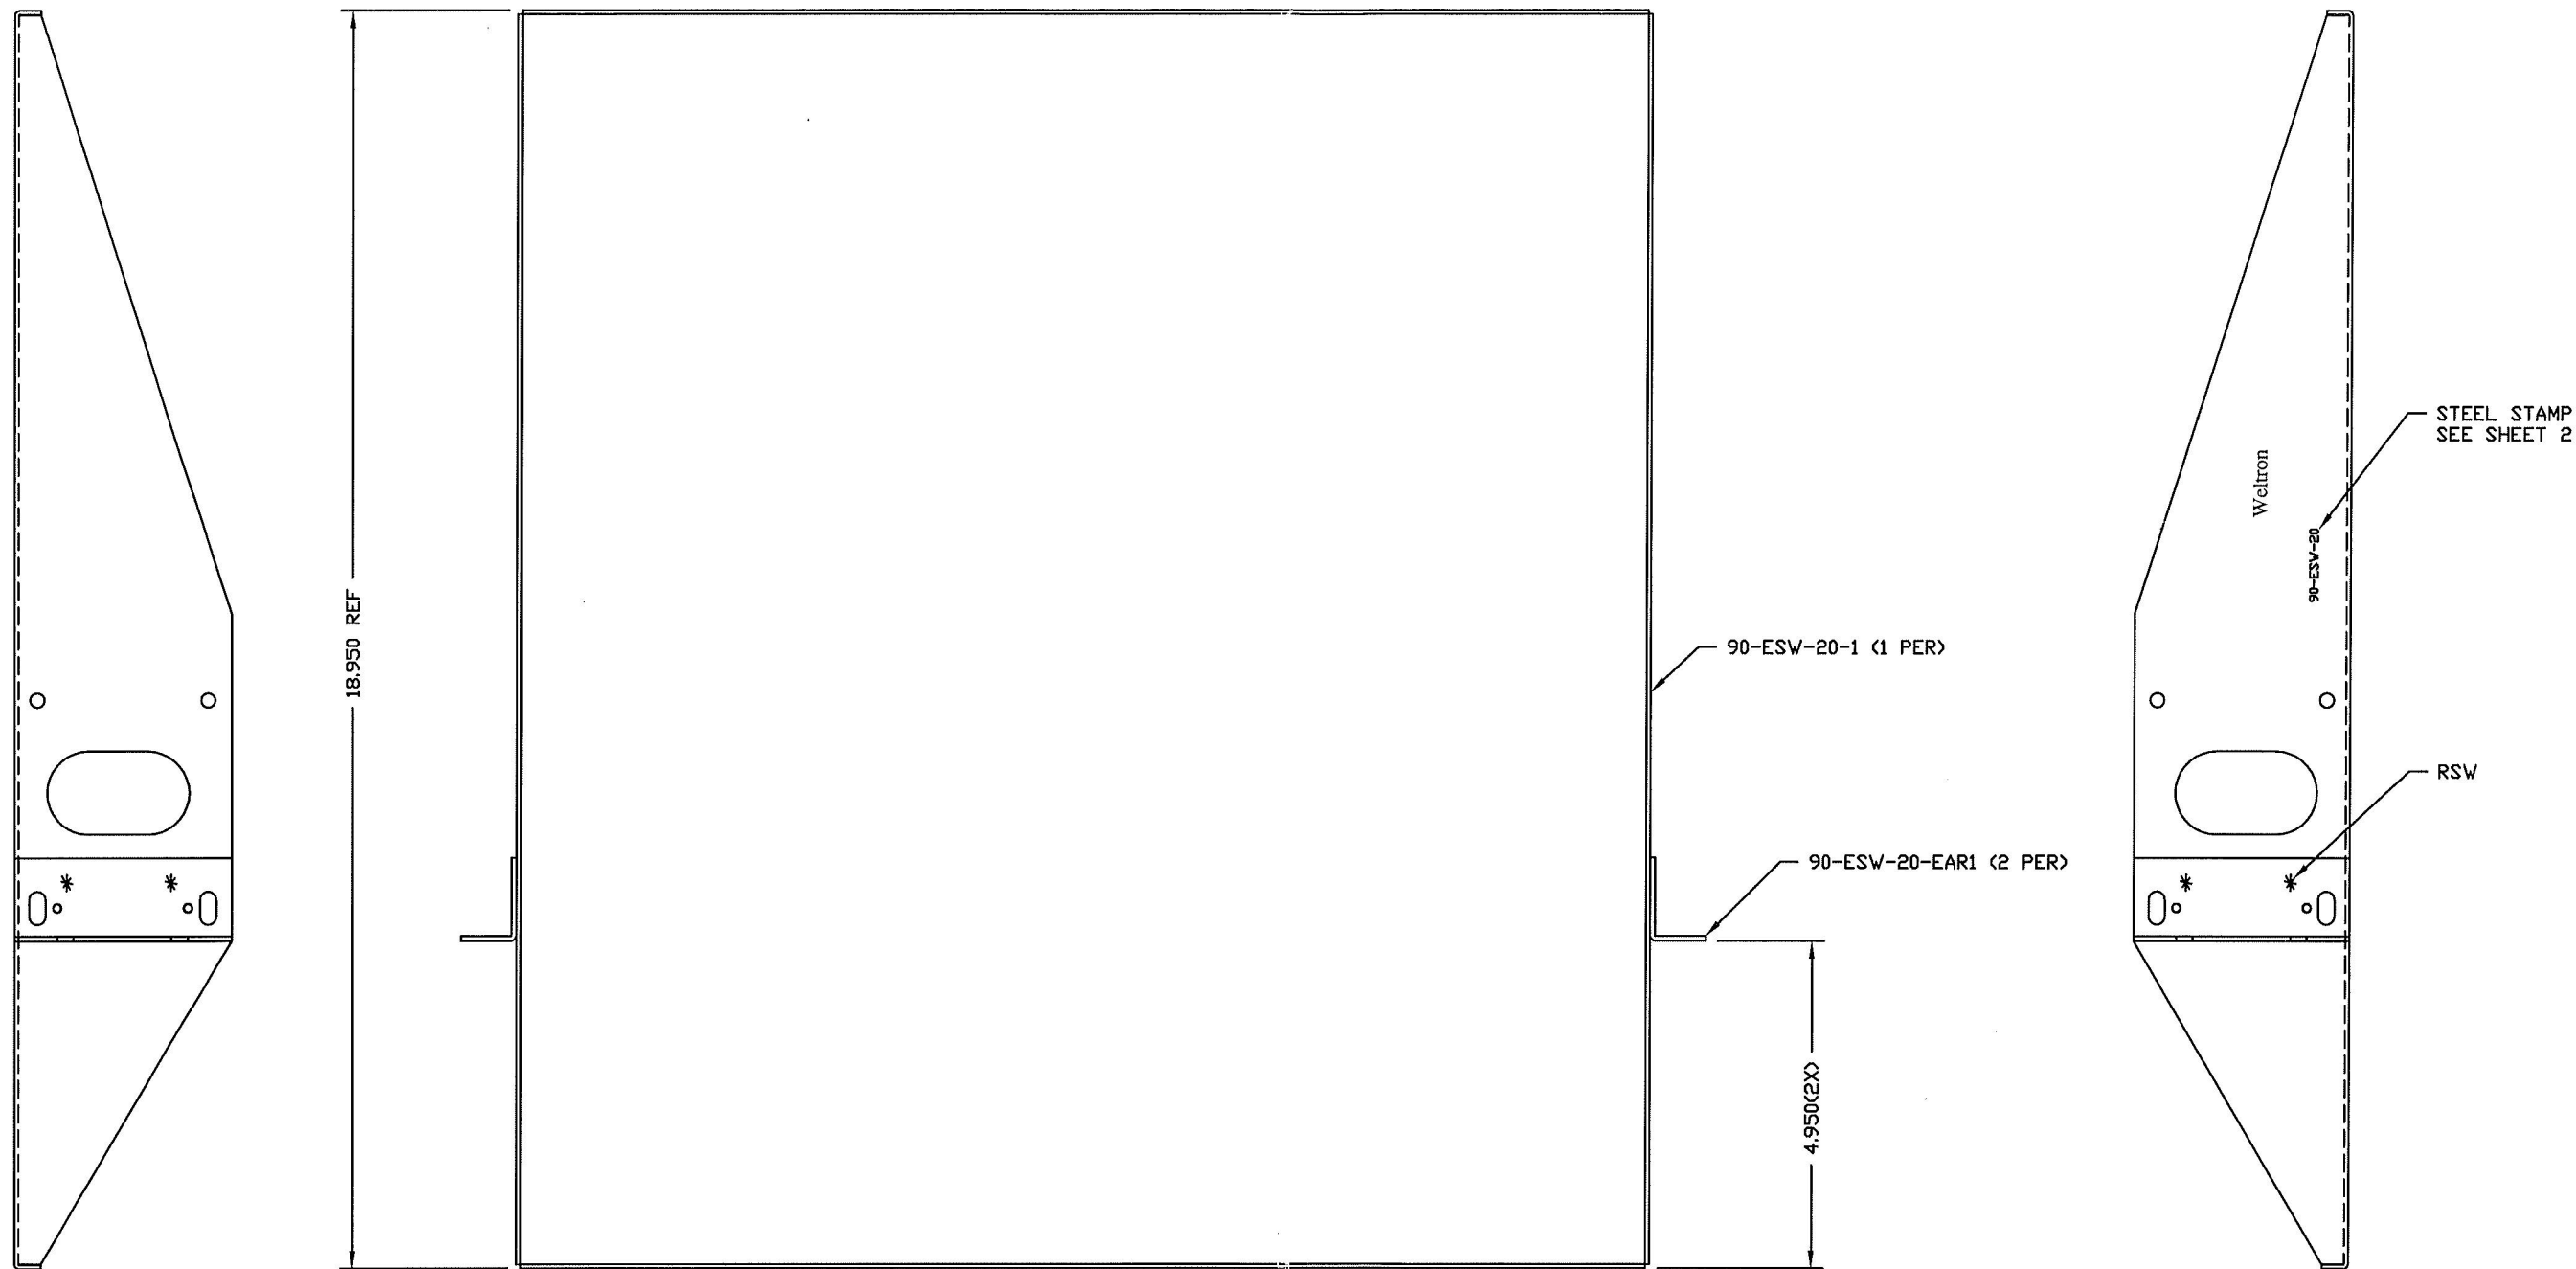 18.950 REF
90-ESW-20-1 (1 PER)
90-ESW-20-EAR1 (2 PER)
4.950(2X)
Weltron
90-ESW-20
STEEL STAMP
SEE SHEET 2
RSW